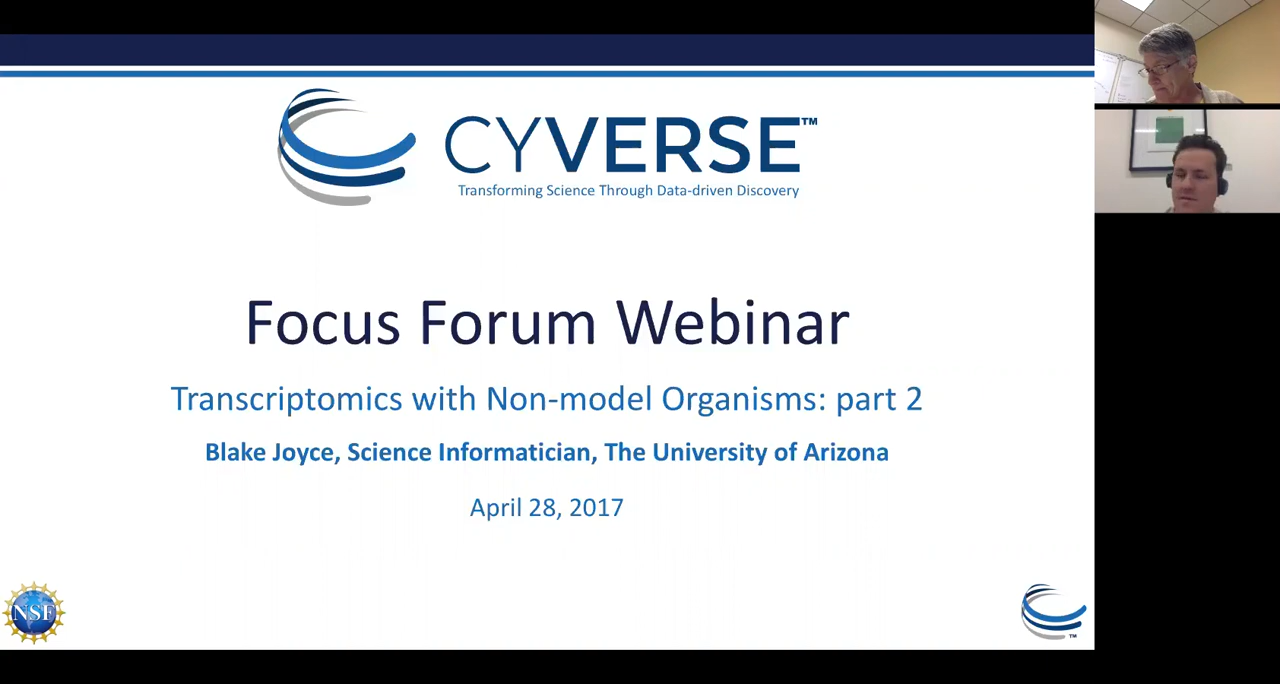 CYVERSE™
Transforming Science Through Data-driven Discovery
Focus Forum Webinar
Transcriptomics with Non-model Organisms: part 2
Blake Joyce, Science Informatician, The University of Arizona
April 28, 2017
NSF
TM